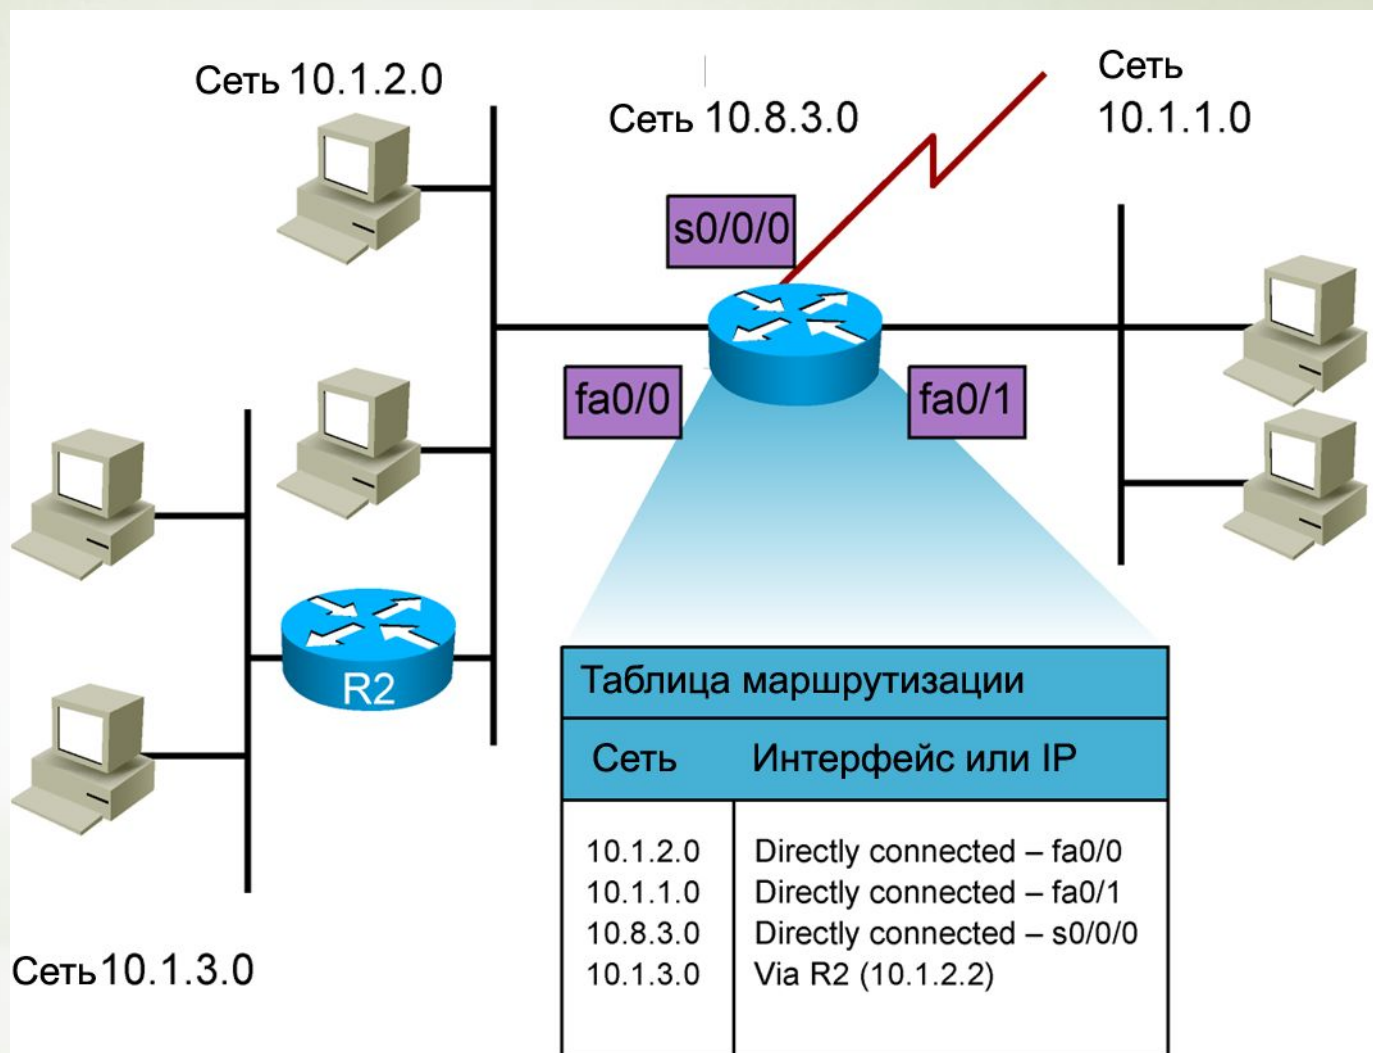 Сеть 10.1.2.0
Сеть 10.8.3.0
Сеть
10.1.1.0
s0/0/0
fa0/0
fa0/1
R2
Сеть 10.1.3.0
Таблица маршрутизации
Сеть Интерфейс или IP
10.1.2.0 Directly connected – fa0/0
10.1.1.0 Directly connected – fa0/1
10.8.3.0 Directly connected – s0/0/0
10.1.3.0 Via R2 (10.1.2.2)